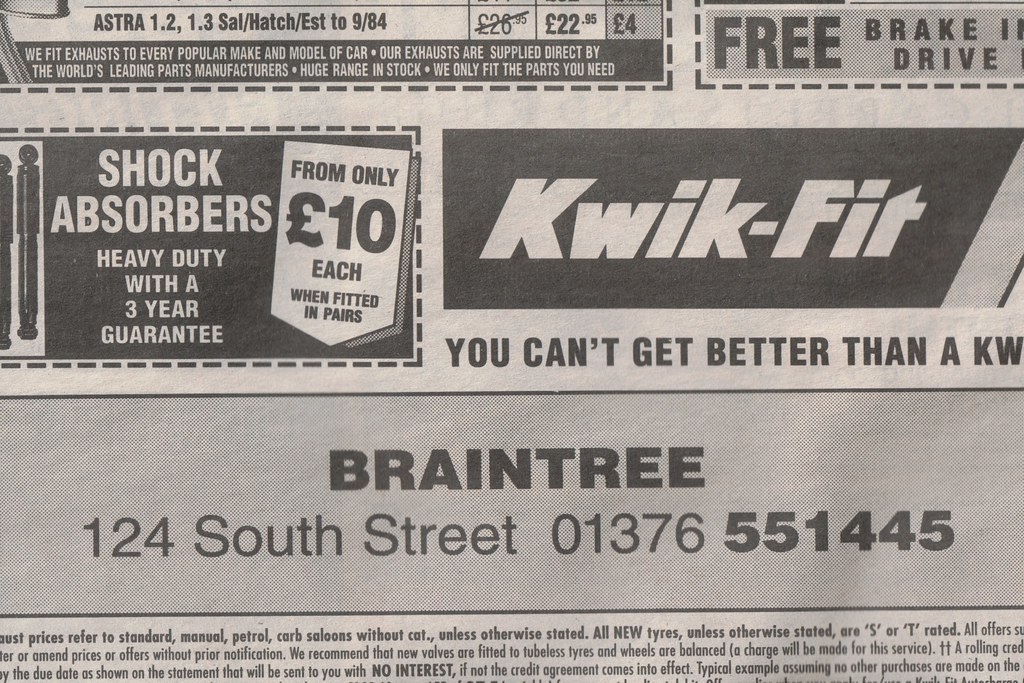 ASTRA 1.2, 1.3 Sal/Hatch/Est to 9/84 £26.95 £22.95 £4
WE FIT EXHAUSTS TO EVERY POPULAR MAKE AND MODEL OF CAR • OUR EXHAUSTS ARE SUPPLIED DIRECT BY
THE WORLD'S LEADING PARTS MANUFACTURERS • HUGE RANGE IN STOCK • WE ONLY FIT THE PARTS YOU NEED
FREE
BRAKE
DRIVE
SHOCK
ABSORBERS
HEAVY DUTY
WITH A
3 YEAR
GUARANTEE
FROM ONLY
£10
EACH
WHEN FITTED
IN PAIRS
Kwik-Fit
YOU CAN'T GET BETTER THAN A KW
BRAINTREE
124 South Street 01376 551445
aust prices refer to standard, manual, petrol, carb saloons without cat., unless otherwise stated. All NEW tyres, unless otherwise stated, are 'S' or 'T' rated. All offers su
ter or amend prices or offers without prior notification. We recommend that new valves are fitted to tubeless tyres and wheels are balanced (a charge will be made for this service). †† A rolling cred
by the due date as shown on the statement that will be sent to you with NO INTEREST, if not the credit agreement comes into effect. Typical example assuming no other purchases are made on the